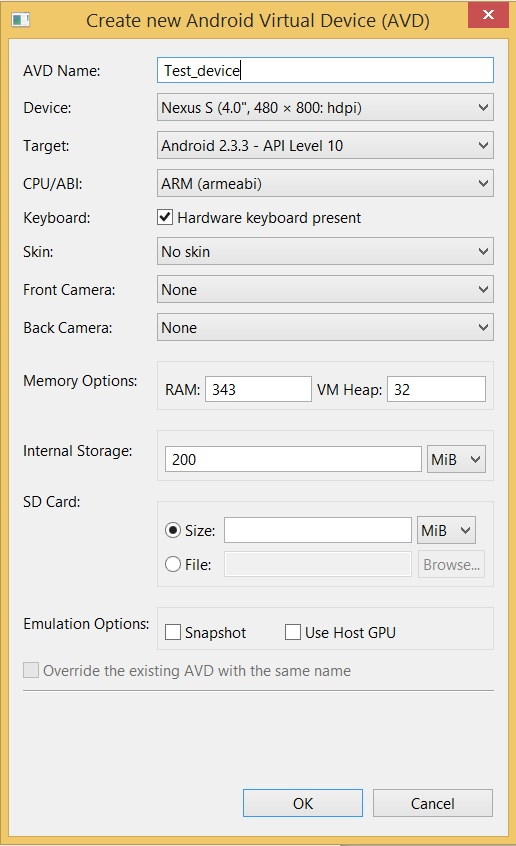 Create new Android Virtual Device (AVD)
AVD Name: Test_device
Device: Nexus S (4.0", 480 × 800: hdpi)
Target: Android 2.3.3 - API Level 10
CPU/ABI: ARM (armeabi)
Keyboard: Hardware keyboard present
Skin: No skin
Front Camera: None
Back Camera: None
Memory Options: RAM: 343 VM Heap: 32
Internal Storage: 200 MiB
SD Card:
Size: MiB
File: Browse...
Emulation Options: Snapshot Use Host GPU
Override the existing AVD with the same name
OK Cancel